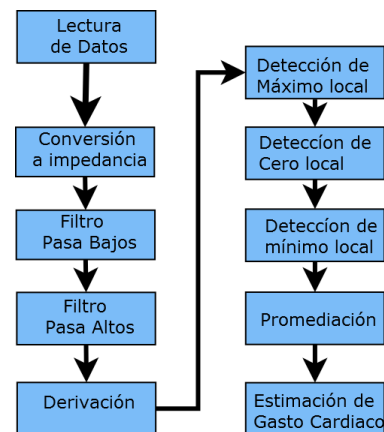 Lectura
de Datos
Conversión
a impedancia
Filtro
Pasa Bajos
Filtro
Pasa Altos
Derivación
Detección de
Máximo local
Deteccíon de
Cero local
Deteccíon de
mínimo local
Promediación
Estimación de
Gasto Cardiaco